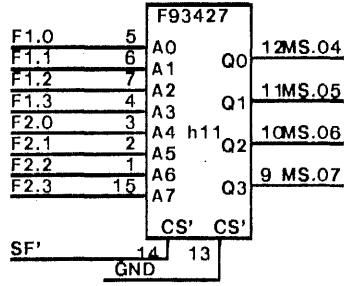 F93427
F1.0 5 A0
Q0 12 MS.04
F1.1 6 A1
F1.2 7 A2
Q1 11 MS.05
F1.3 4 A3
F2.0 3 A4 h11
Q2 10 MS.06
F2.1 2 A5
F2.2 1 A6
Q3 9 MS.07
F2.3 15 A7
CS' CS'
SF' 14 13
GND